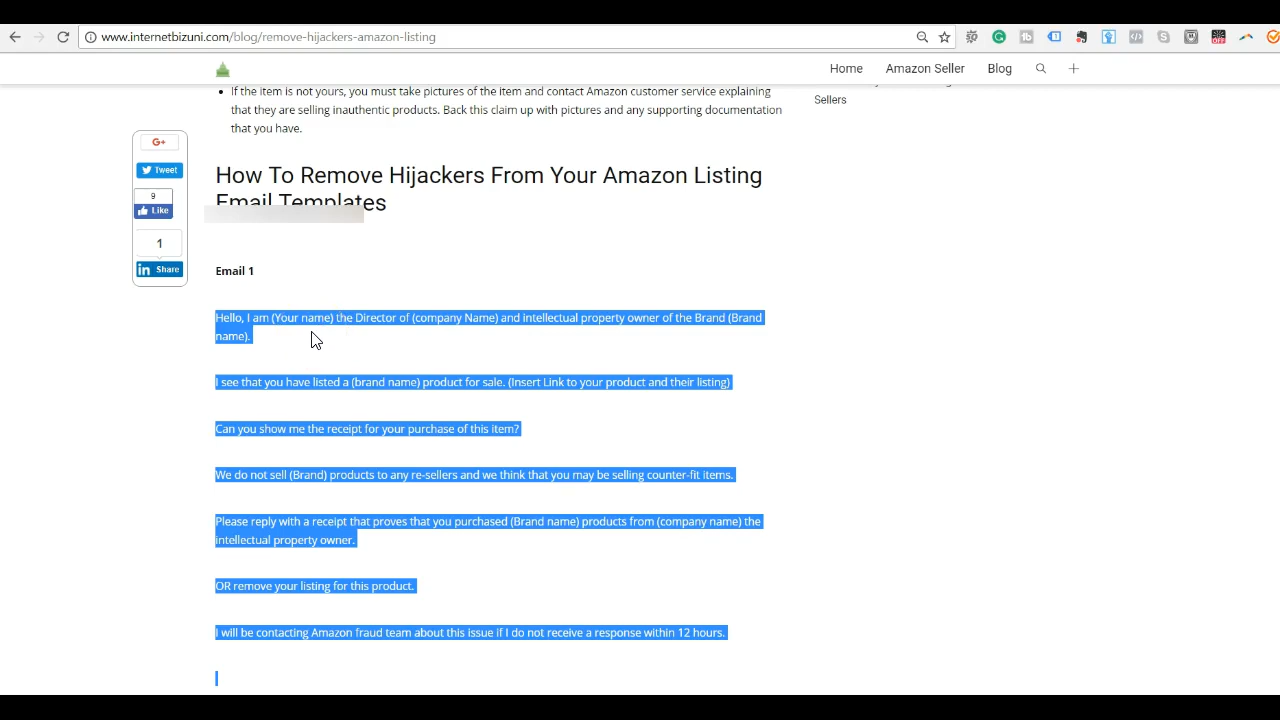 www.internetbizuni.com/blog/remove-hijackers-amazon-listing
Home Amazon Seller Blog
If the item is not yours, you must take pictures of the item and contact Amazon customer service explaining
that they are selling inauthentic products. Back this claim up with pictures and any supporting documentation
that you have.
Sellers
G+
Tweet
9
Like
1
in Share
How To Remove Hijackers From Your Amazon Listing
Email Templates
Email 1
Hello, I am (Your name) the Director of (company Name) and intellectual property owner of the Brand (Brand
name).
I see that you have listed a (brand name) product for sale. (Insert Link to your product and their listing)
Can you show me the receipt for your purchase of this item?
We do not sell (Brand) products to any re-sellers and we think that you may be selling counter-fit items.
Please reply with a receipt that proves that you purchased (Brand name) products from (company name) the
intellectual property owner.
OR remove your listing for this product.
I will be contacting Amazon fraud team about this issue if I do not receive a response within 12 hours.